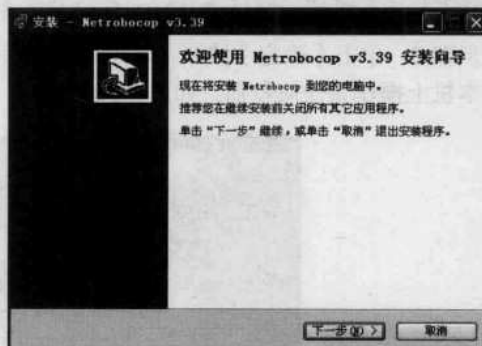 安装 - Netrobocop v3.39
欢迎使用 Netrobocop v3.39 安装向导
现在将安装 Netrobocop 到您的电脑中。
推荐您在继续安装前关闭所有其它应用程序。
单击“下一步”继续，或单击“取消”退出安装程序。
下一步(N) >
取消